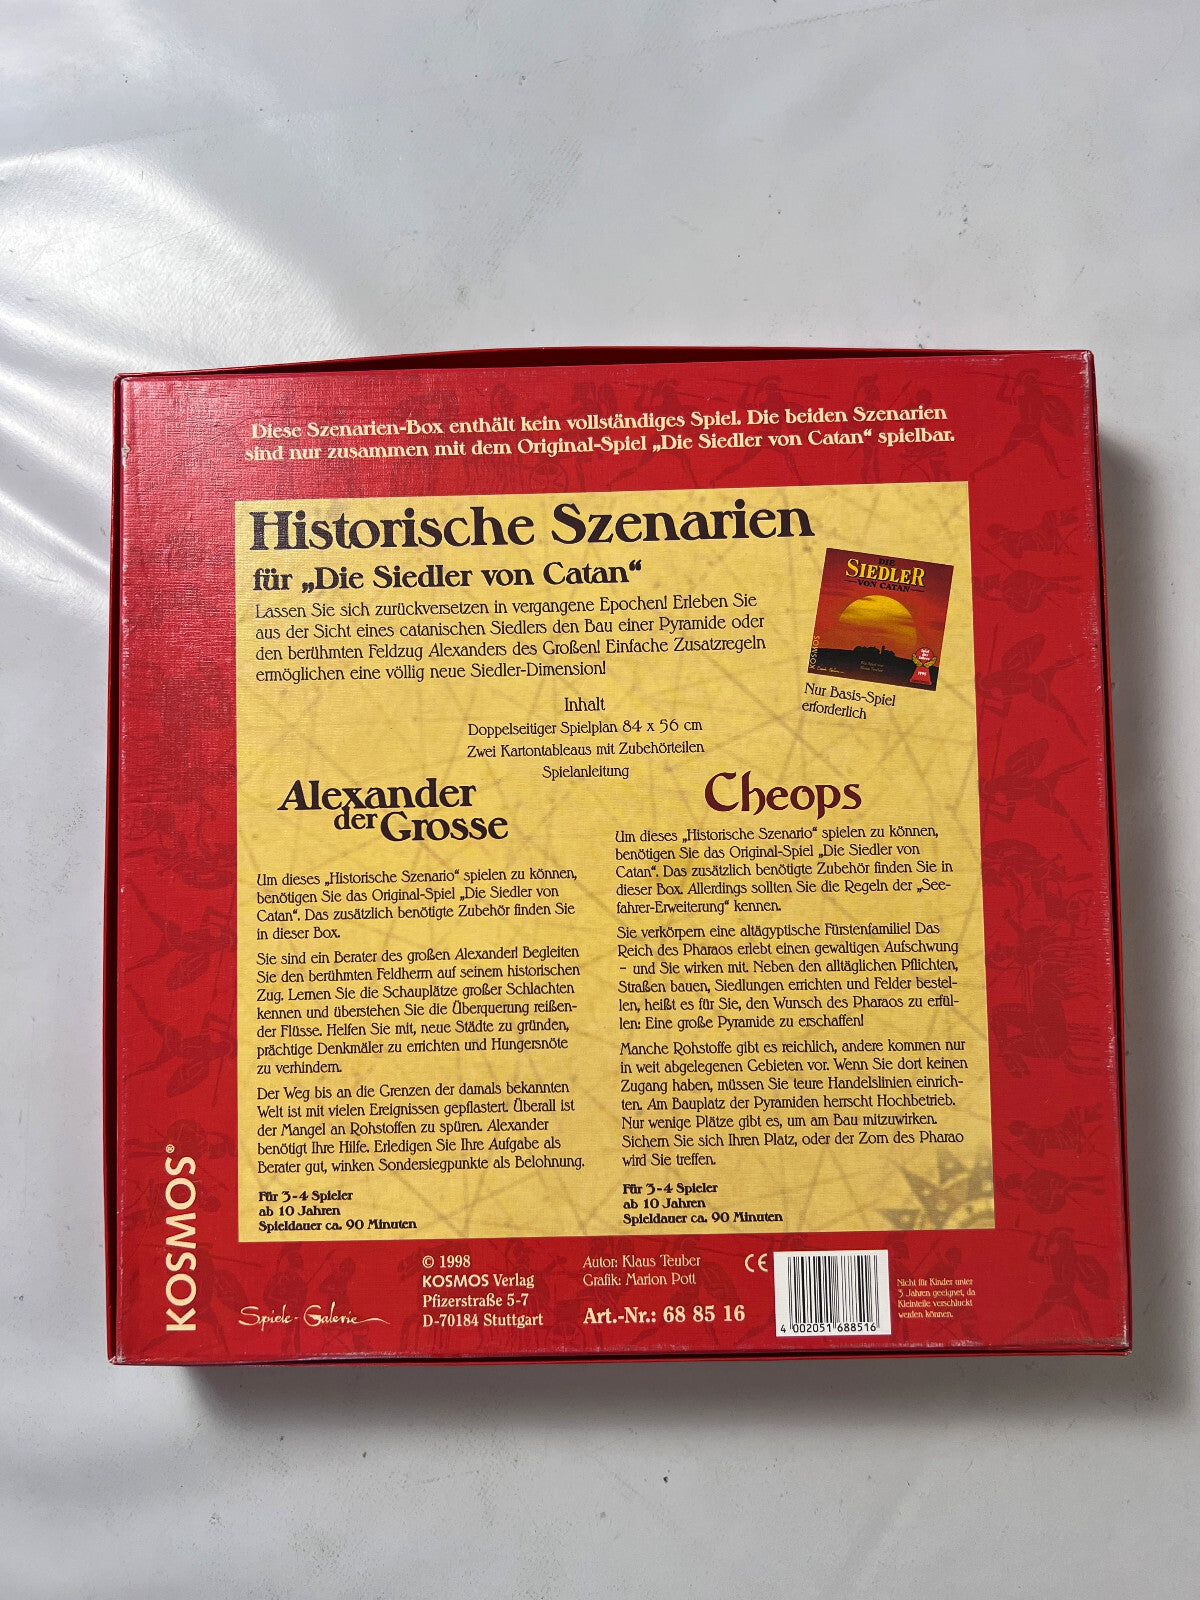 Diese Szenarien-Box enthält kein vollständiges Spiel. Die beiden Szenarien
sind nur zusammen mit dem Original-Spiel „Die Siedler von Catan“ spielbar.
Historische Szenarien
für „Die Siedler von Catan“
Lassen Sie sich zurückversetzen in vergangene Epochen! Erleben Sie
aus der Sicht eines catanischen Siedlers den Bau einer Pyramide oder
den berühmten Feldzug Alexanders des Großen! Einfache Zusatzregeln
ermöglichen eine völlig neue Siedler-Dimension!
DIE
SIEDLER
VON CATAN
KOSMOS
Nur Basis-Spiel
erforderlich
Inhalt
Doppelseitiger Spielplan 84 x 56 cm
Zwei Kartontableaus mit Zubehörteilen
Spielanleitung
Alexander
der Grosse
Um dieses „Historische Szenario“ spielen zu können,
benötigen Sie das Original-Spiel „Die Siedler von
Catan“. Das zusätzlich benötigte Zubehör finden Sie
in dieser Box.
Sie sind ein Berater des großen Alexander! Begleiten
Sie den berühmten Feldherrn auf seinem historischen
Zug. Lernen Sie die Schauplätze großer Schlachten
kennen und überstehen Sie die Überquerung reißen-
der Flüsse. Helfen Sie mit, neue Städte zu gründen,
prächtige Denkmäler zu errichten und Hungersnöte
zu verhindern.
Der Weg bis an die Grenzen der damals bekannten
Welt ist mit vielen Ereignissen gepflastert. Überall ist
der Mangel an Rohstoffen zu spüren. Alexander
benötigt Ihre Hilfe. Erledigen Sie Ihre Aufgabe als
Berater gut, winken Sondersiegpunkte als Belohnung.
Für 3-4 Spieler
ab 10 Jahren
Spieldauer ca. 90 Minuten
Cheops
Um dieses „Historische Szenario“ spielen zu können,
benötigen Sie das Original-Spiel „Die Siedler von
Catan“. Das zusätzlich benötigte Zubehör finden Sie in
dieser Box. Allerdings sollten Sie die Regeln der „See-
fahrer-Erweiterung“ kennen.
Sie verkörpern eine altägyptische Fürstenfamilie! Das
Reich des Pharaos erlebt einen gewaltigen Aufschwung
– und Sie wirken mit. Neben den alltäglichen Pflichten,
Straßen bauen, Siedlungen errichten und Felder bestel-
len, heißt es für Sie, den Wunsch des Pharaos zu erfül-
len: Eine große Pyramide zu erschaffen!
Manche Rohstoffe gibt es reichlich, andere kommen nur
in weit abgelegenen Gebieten vor. Wenn Sie dort keinen
Zugang haben, müssen Sie teure Handelslinien einrich-
ten. Am Bauplatz der Pyramiden herrscht Hochbetrieb.
Nur wenige Plätze gibt es, um am Bau mitzuwirken.
Sichern Sie sich Ihren Platz, oder der Zorn des Pharao
wird Sie treffen.
Für 3-4 Spieler
ab 10 Jahren
Spieldauer ca. 90 Minuten
KOSMOS®
Spiele-Galerie
© 1998
KOSMOS Verlag
Pfizerstraße 5-7
D-70184 Stuttgart
Autor: Klaus Teuber
Grafik: Marion Pott
Art.-Nr.: 68 85 16
CE
4 002051 688516
Nicht für Kinder unter
3 Jahren geeignet, da
Kleinteile verschluckt
werden können.